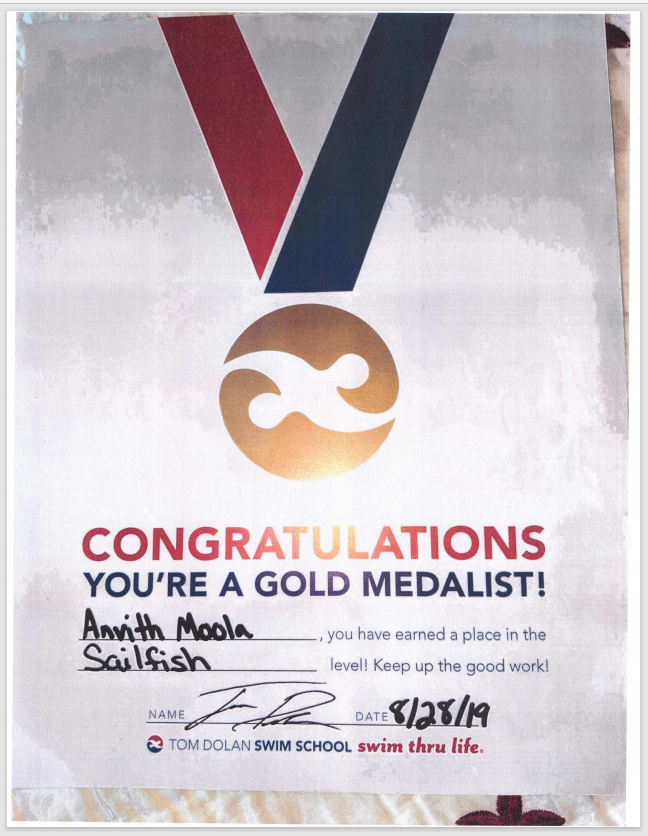 CONGRATULATIONS
YOU'RE A GOLD MEDALIST!
Anvith Moola, you have earned a place in the
Sailfish level! Keep up the good work!
NAME DATE 8/28/19
TOM DOLAN SWIM SCHOOL swim thru life.